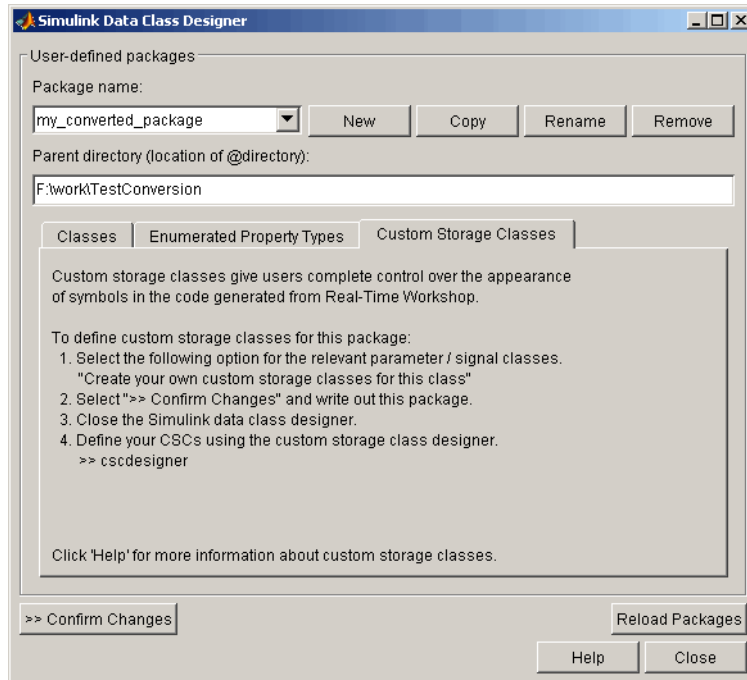 Simulink Data Class Designer
User-defined packages
Package name:
my_converted_package New Copy Rename Remove
Parent directory (location of @directory):
F:\work\TestConversion
Classes Enumerated Property Types Custom Storage Classes
Custom storage classes give users complete control over the appearance
of symbols in the code generated from Real-Time Workshop.
To define custom storage classes for this package:
1. Select the following option for the relevant parameter / signal classes.
"Create your own custom storage classes for this class"
2. Select ">> Confirm Changes" and write out this package.
3. Close the Simulink data class designer.
4. Define your CSCs using the custom storage class designer.
>> cscdesigner
Click 'Help' for more information about custom storage classes.
>> Confirm Changes Reload Packages
Help Close